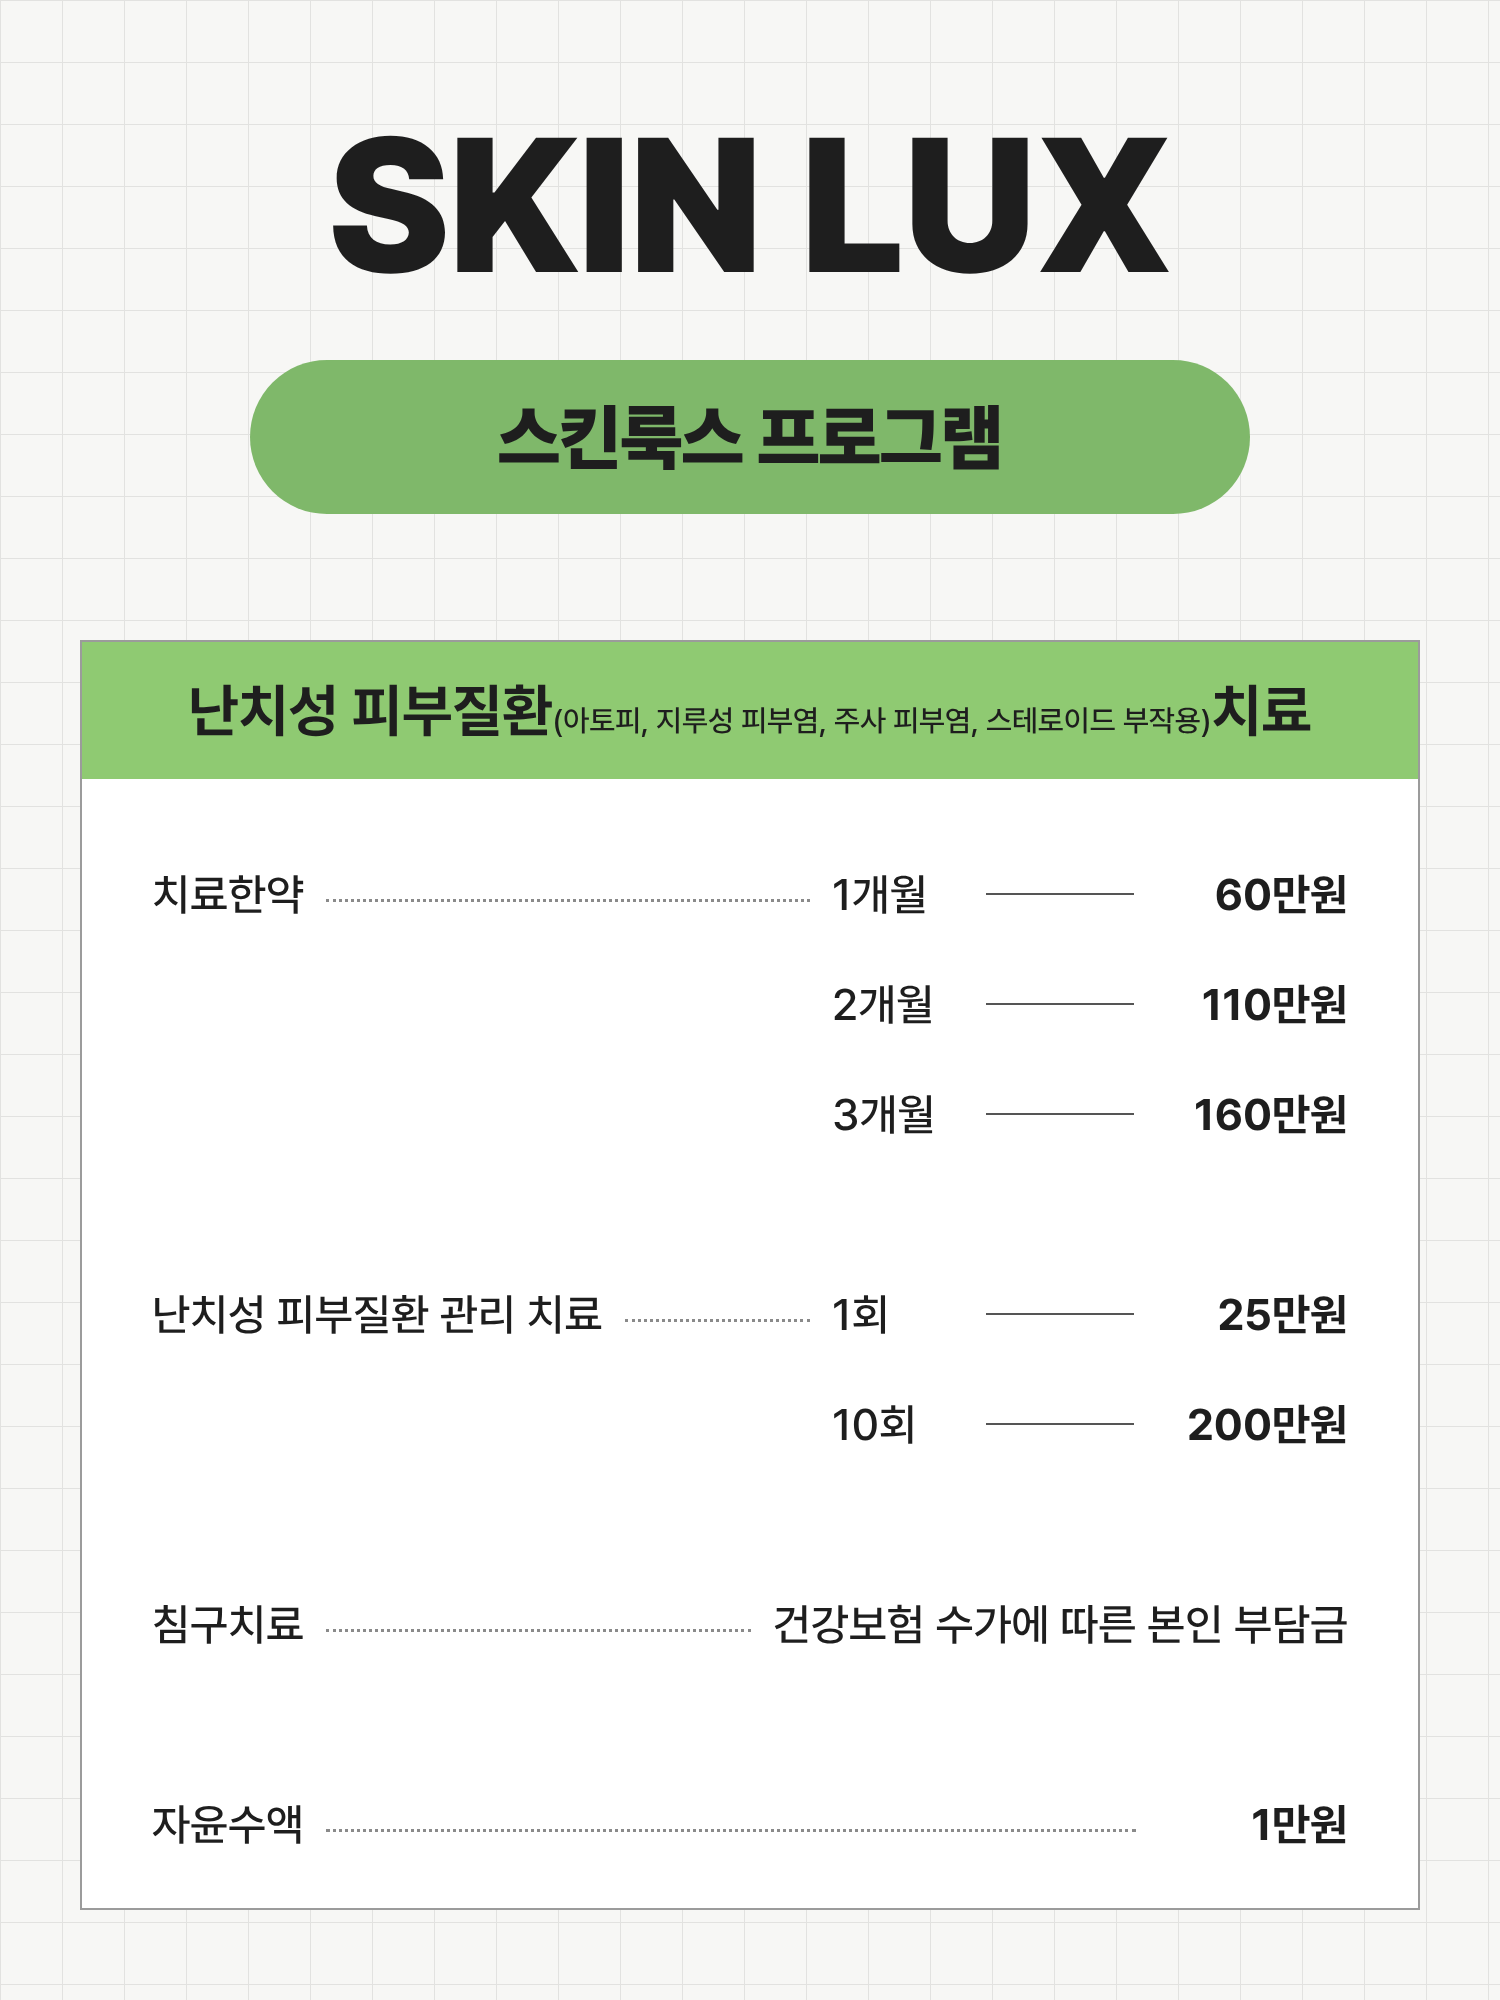 SKIN LUX
스킨룩스 프로그램
난치성 피부질환(아토피, 지루성 피부염, 주사 피부염, 스테로이드 부작용)치료
치료한약 1개월 60만원
2개월 110만원
3개월 160만원
난치성 피부질환 관리 치료 1회 25만원
10회 200만원
침구치료 건강보험 수가에 따른 본인 부담금
자윤수액 1만원